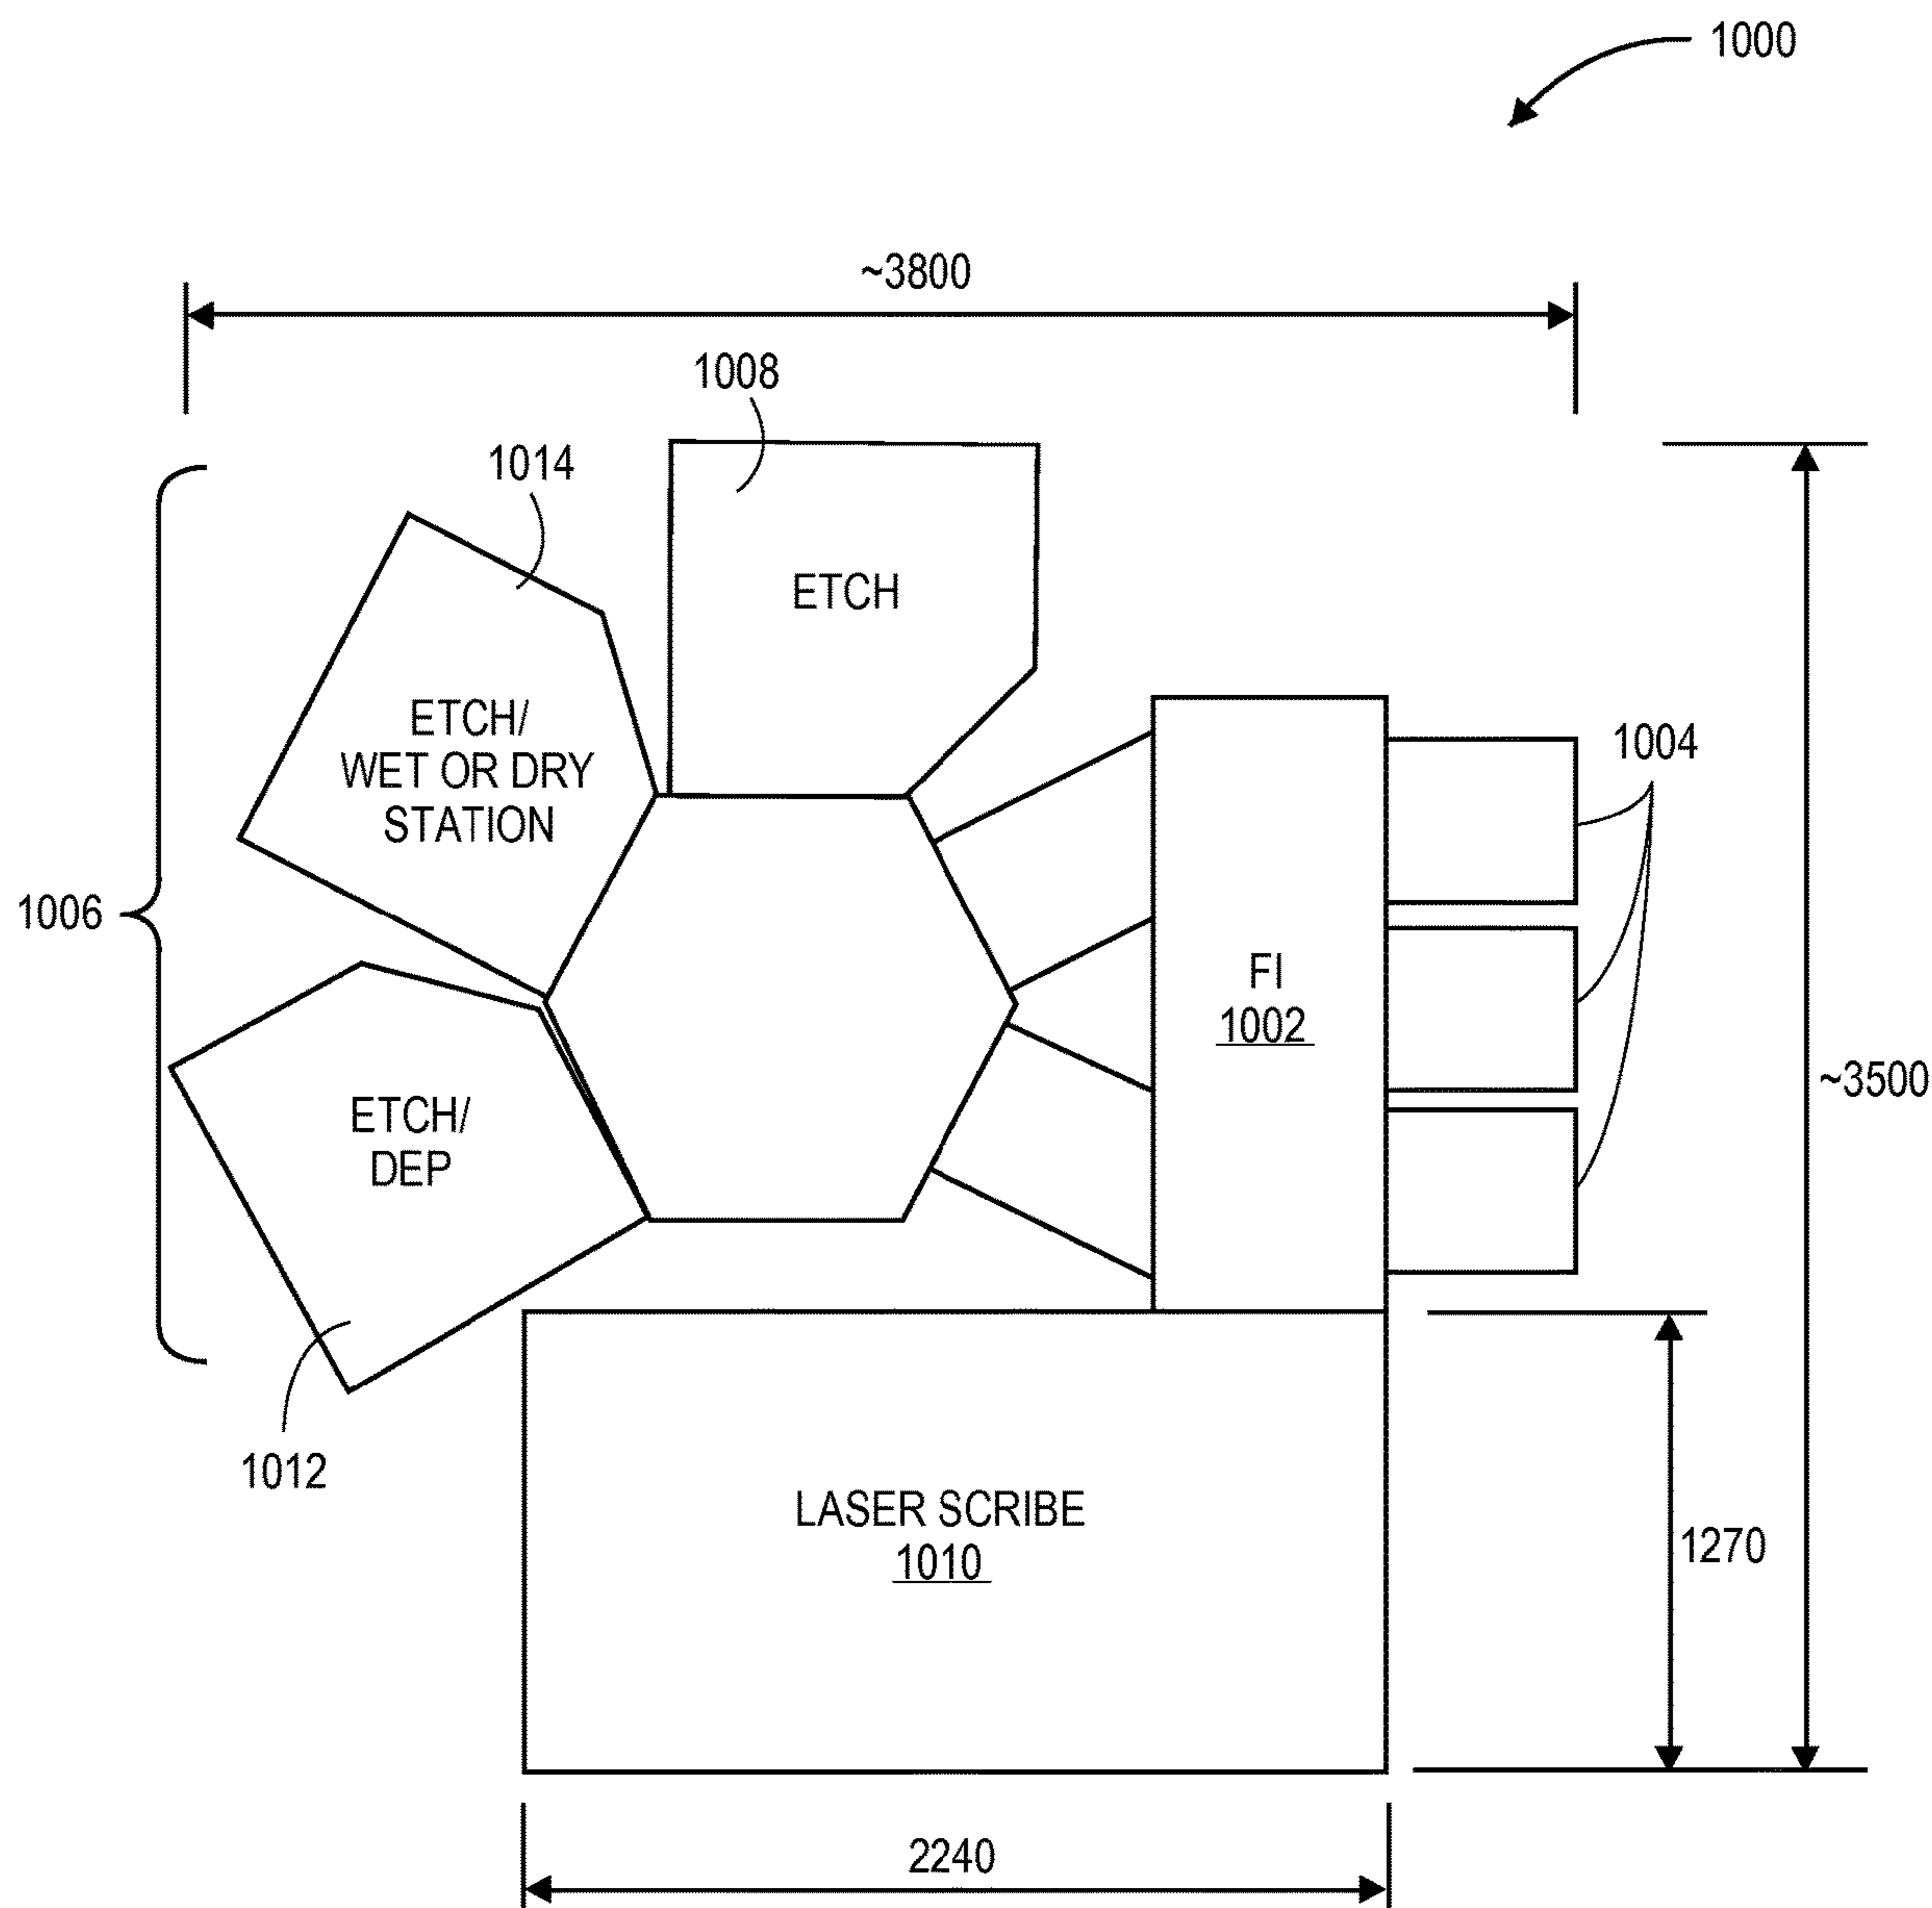 1000
~3800
1008
1014
ETCH
ETCH/
WET OR DRY
STATION
1004
1006
FI
1002
~3500
ETCH/
DEP
1012
LASER SCRIBE
1010
1270
2240